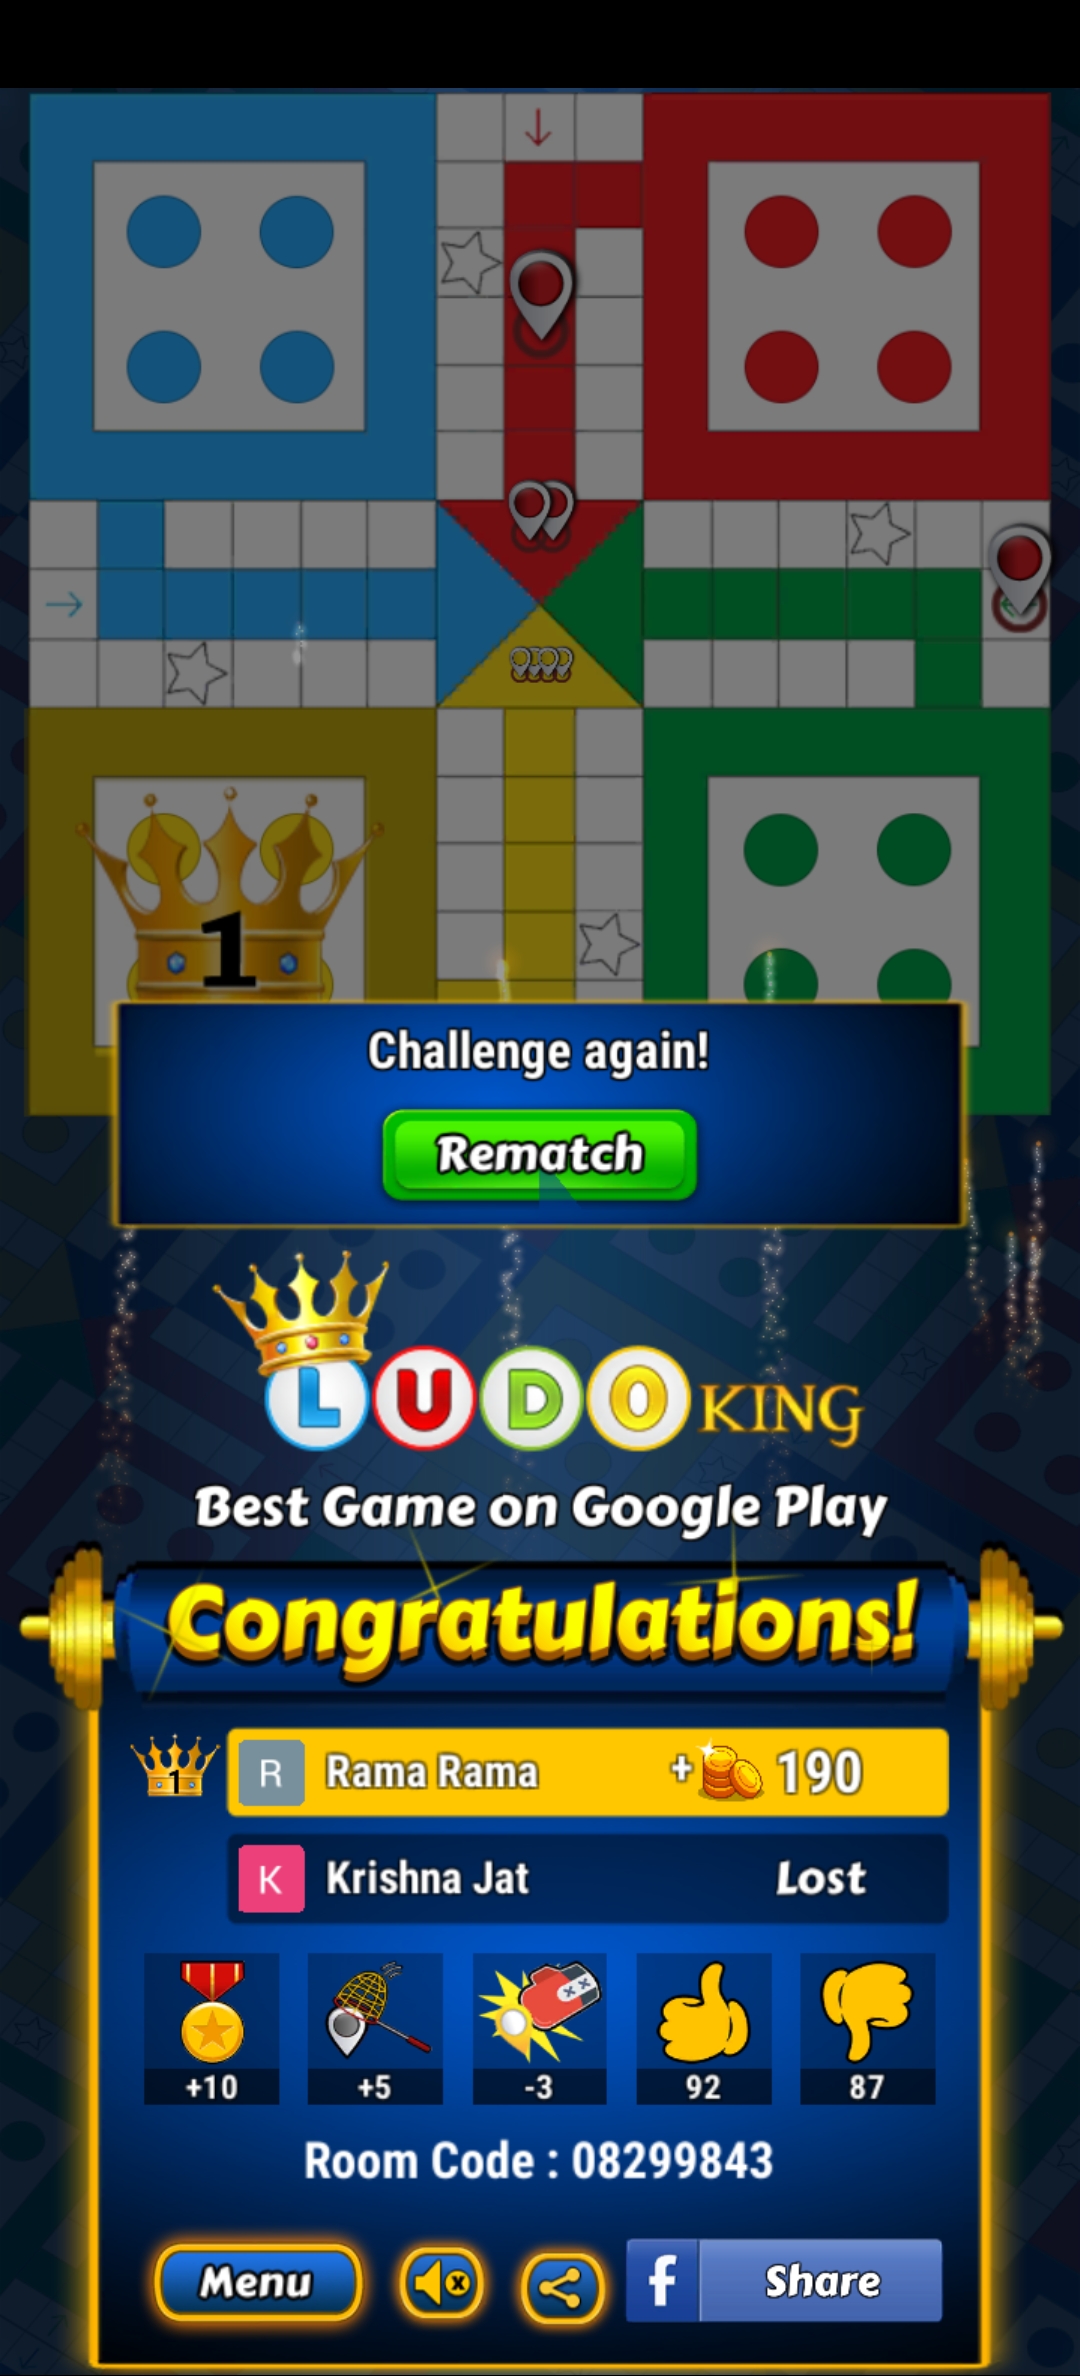 1
Challenge again!
Rematch
LUDO KING
Best Game on Google Play
Congratulations!
1 R Rama Rama + 190
K Krishna Jat Lost
+10 +5 -3 92 87
Room Code : 08299843
Menu x f Share